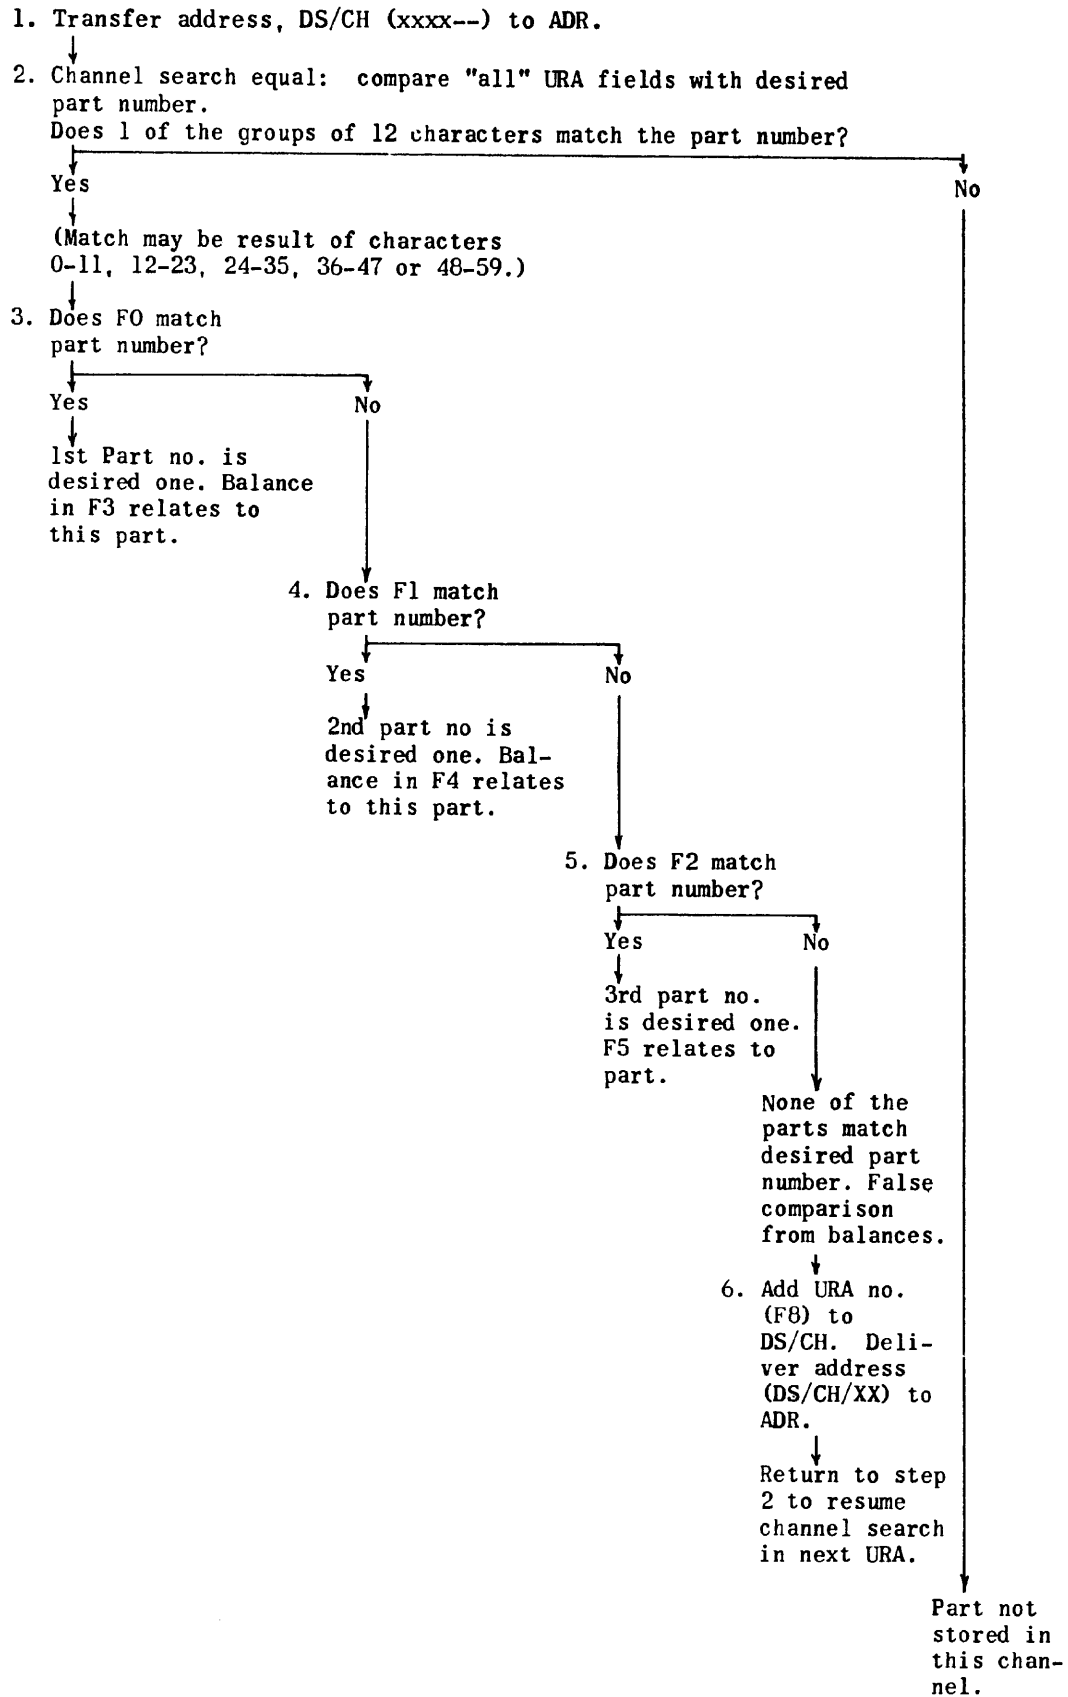 1. Transfer address, DS/CH (xxxx--) to ADR.
2. Channel search equal: compare "all" URA fields with desired
part number.
Does 1 of the groups of 12 characters match the part number?
Yes
No
(Match may be result of characters
0-11, 12-23, 24-35, 36-47 or 48-59.)
3. Does F0 match
part number?
Yes
No
1st Part no. is
desired one. Balance
in F3 relates to
this part.
4. Does F1 match
part number?
Yes
No
2nd part no is
desired one. Bal-
ance in F4 relates
to this part.
5. Does F2 match
part number?
Yes
No
3rd part no.
is desired one.
F5 relates to
part.
None of the
parts match
desired part
number. False
comparison
from balances.
6. Add URA no.
(F8) to
DS/CH. Deli-
ver address
(DS/CH/XX) to
ADR.
Return to step
2 to resume
channel search
in next URA.
Part not
stored in
this chan-
nel.